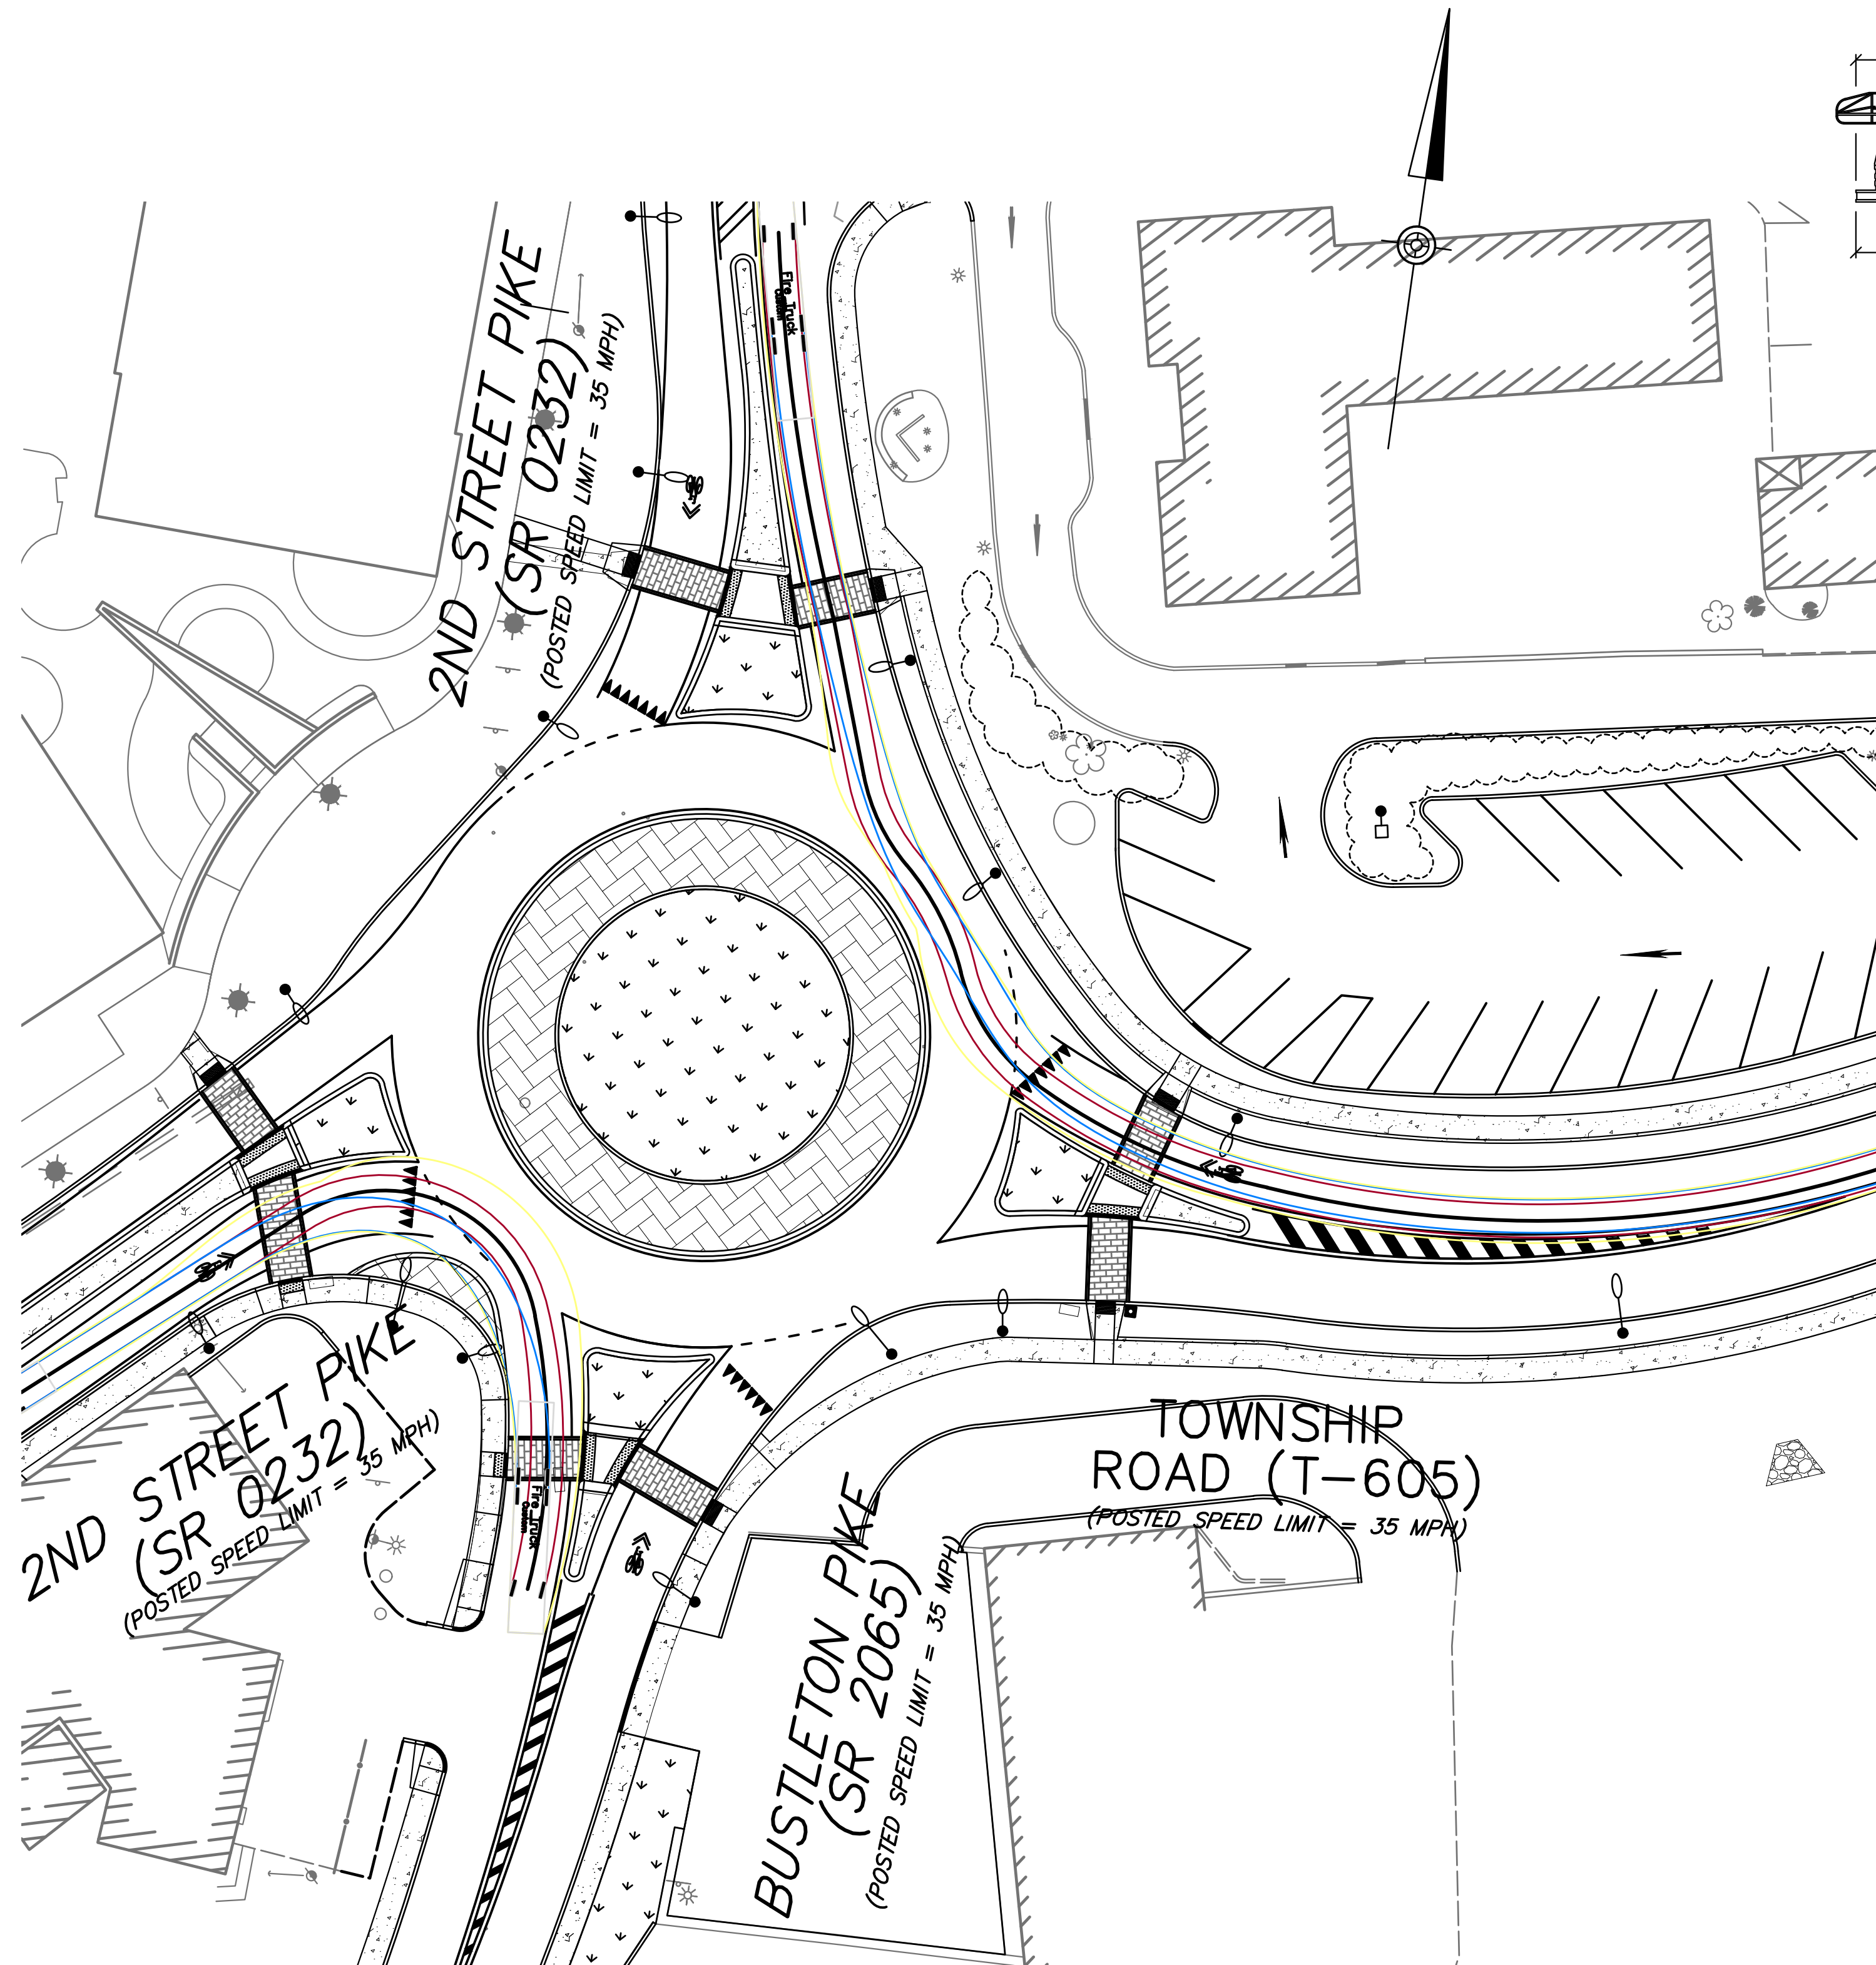 2ND STREET PIKE
(SR 0232)
(POSTED SPEED LIMIT = 35 MPH)
Fire Truck
Custom
2ND STREET PIKE
(SR 0232)
(POSTED SPEED LIMIT = 35 MPH)
Fire Truck
Custom
BUSTLETON PIKE
(SR 2065)
(POSTED SPEED LIMIT = 35 MPH)
TOWNSHIP
ROAD (T-605)
(POSTED SPEED LIMIT = 35 MPH)